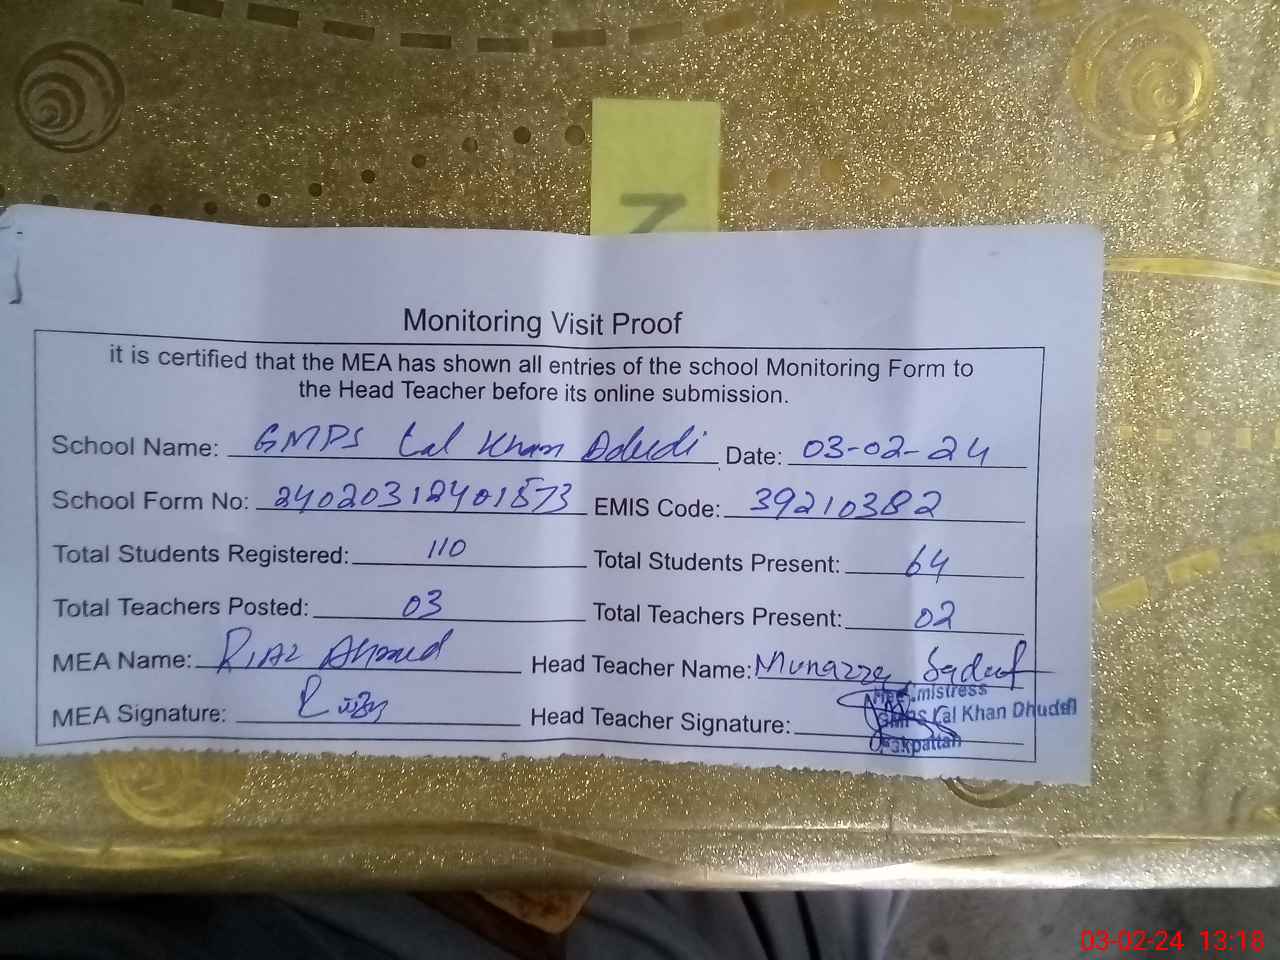 Monitoring Visit Proof
it is certified that the MEA has shown all entries of the school Monitoring Form to
the Head Teacher before its online submission.
School Name: GMPS Lal Khan Ddudi Date: 03-02-24
School Form No: 24020312401573 EMIS Code: 39210382
Total Students Registered: 110 Total Students Present: 64
Total Teachers Posted: 03 Total Teachers Present: 02
MEA Name: Riaz Ahmed Head Teacher Name: Munazza Sadaf
MEA Signature: Head Teacher Signature:
Headmistress
GMPS Lal Khan Dhuddi
Pakpattan
03-02-24 13:18